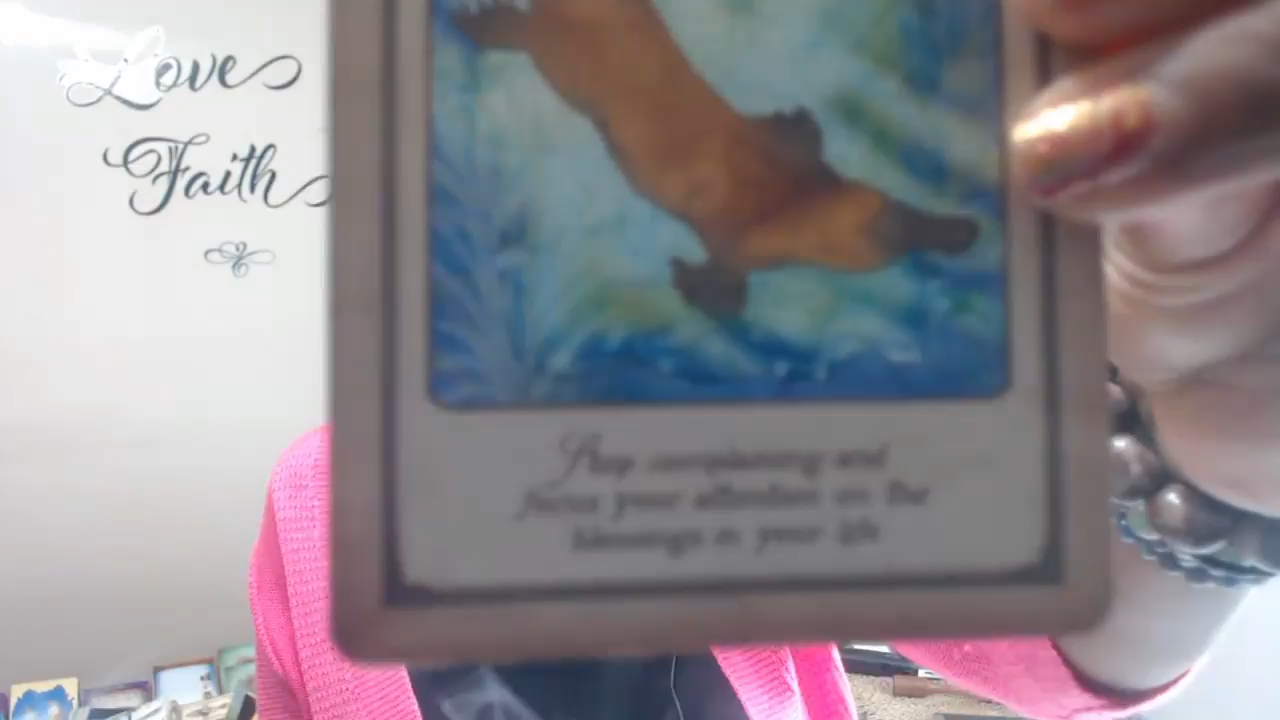 Love
Faith
Stop complaining and
focus your attention on the
blessings in your life